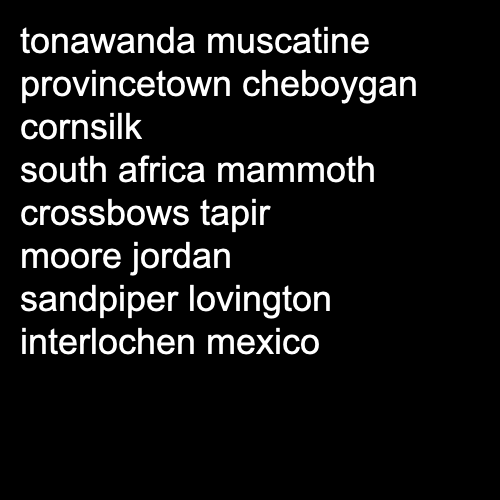 tonawanda muscatine
provincetown cheboygan
cornsilk
south africa mammoth
crossbows tapir
moore jordan
sandpiper lovington
interlochen mexico